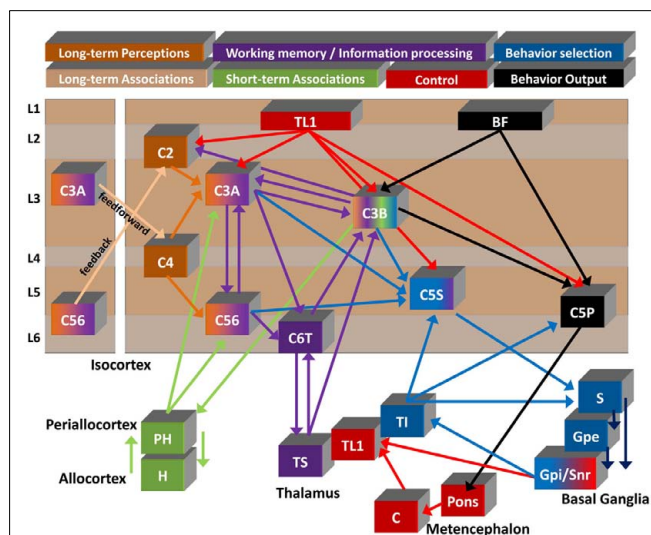 Long-term Perceptions
Working memory / Information processing
Behavior selection
Long-term Associations
Short-term Associations
Control
Behavior Output
L1
TL1
BF
L2
C2
C3A
C3A
L3
C3B
feedforward
feedback
L4
C4
L5
C5S
C56
C56
C5P
L6
C6T
Isocortex
S
Periallocortex
PH
TI
Gpe
TL1
Allocortex
H
TS
Gpi/Snr
Thalamus
Basal Ganglia
Pons
C
Metencephalon